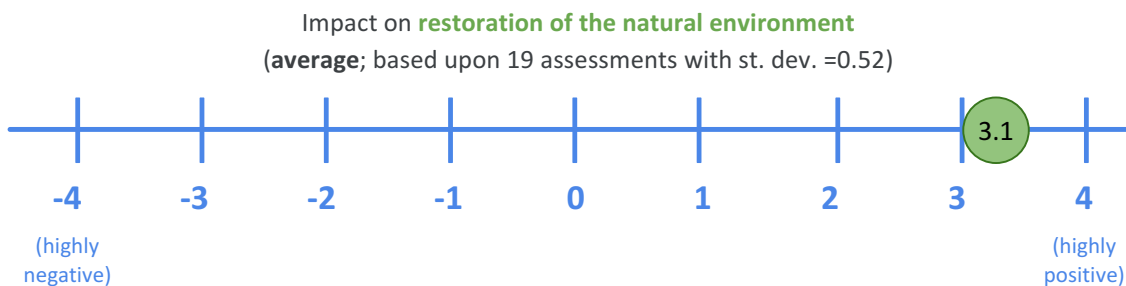 Impact on restoration of the natural environment
(average; based upon 19 assessments with st. dev. =0.52)
3.1
-4 -3 -2 -1 0 1 2 3 4
(highly negative) (highly positive)